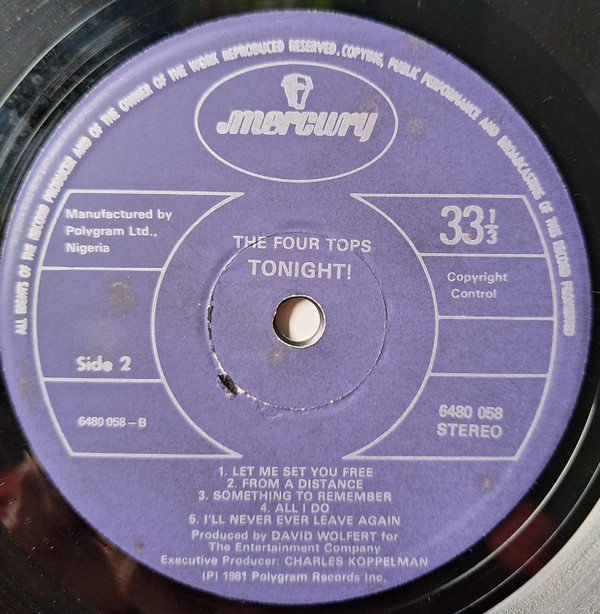 ALL RIGHTS OF THE RECORD PRODUCER AND OF THE OWNER OF THE WORK REPRODUCED RESERVED. COPYING, PUBLIC PERFORMANCE AND BROADCASTING OF THIS RECORD PROHIBITED
mercury
Manufactured by
Polygram Ltd.,
Nigeria
33 1/3
THE FOUR TOPS
TONIGHT!
Copyright
Control
Side 2
6480 058 – B
6480 058
STEREO
1. LET ME SET YOU FREE
2. FROM A DISTANCE
3. SOMETHING TO REMEMBER
4. ALL I DO
5. I'LL NEVER EVER LEAVE AGAIN
Produced by DAVID WOLFERT for
The Entertainment Company
Executive Producer: CHARLES KOPPELMAN
(P) 1981 Polygram Records Inc.